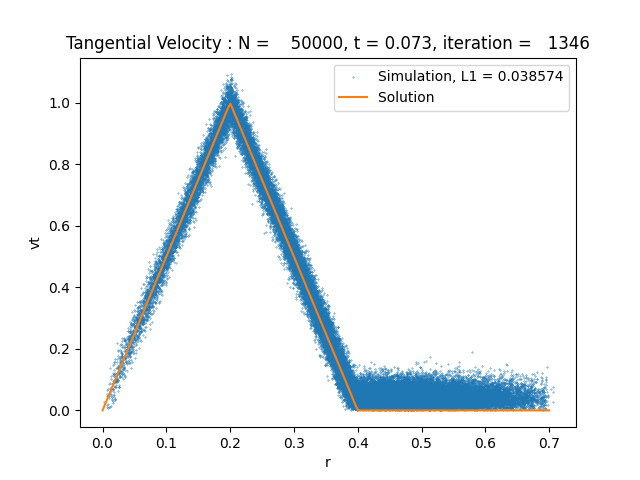 Tangential Velocity : N =    50000, t = 0.073, iteration =   1346
Simulation, L1 = 0.038574
Solution
vt
1.0
0.8
0.6
0.4
0.2
0.0
0.0 0.1 0.2 0.3 0.4 0.5 0.6 0.7
r